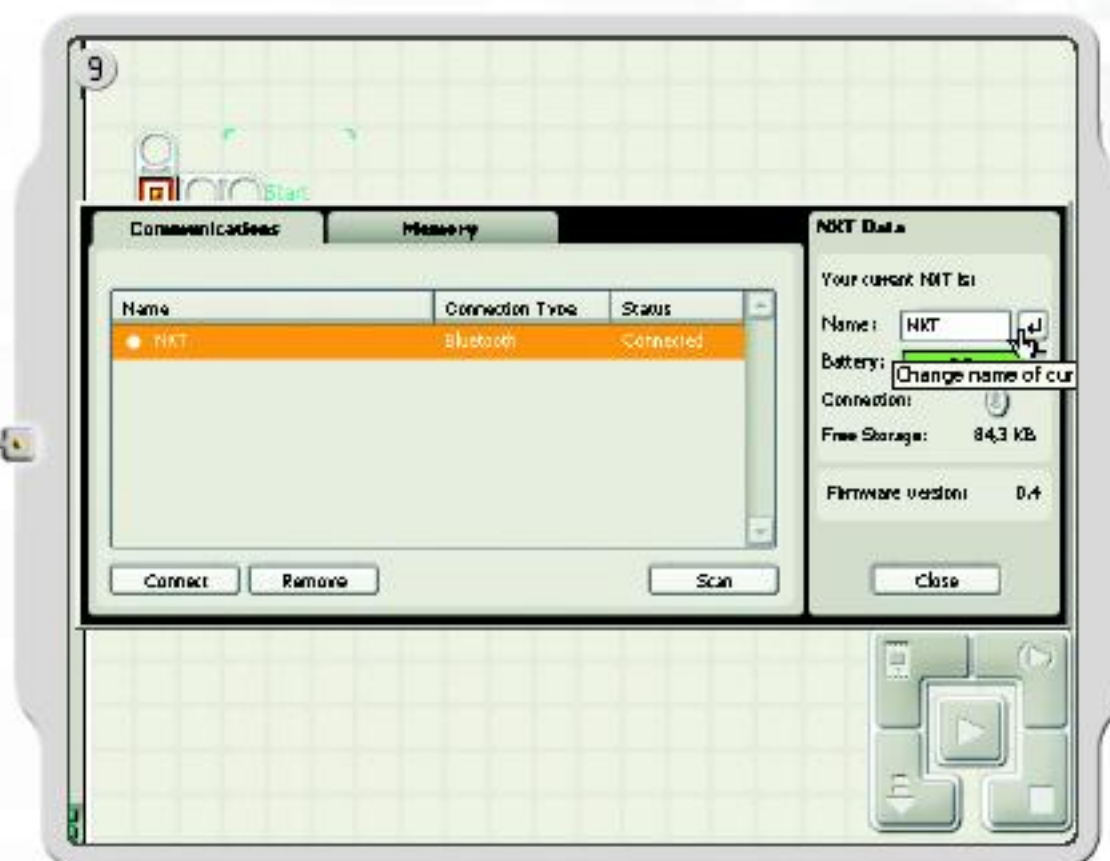 9
Start
Communications
Memory
NXT Data
Your current NXT is:
Name
Connection Type
Status
NXT
Bluetooth
Connected
Name:
NXT
Battery:
Change name of cur
Connection:
Free Storage:
84,3 KB
Firmware version:
0.4
Connect
Remove
Scan
Close